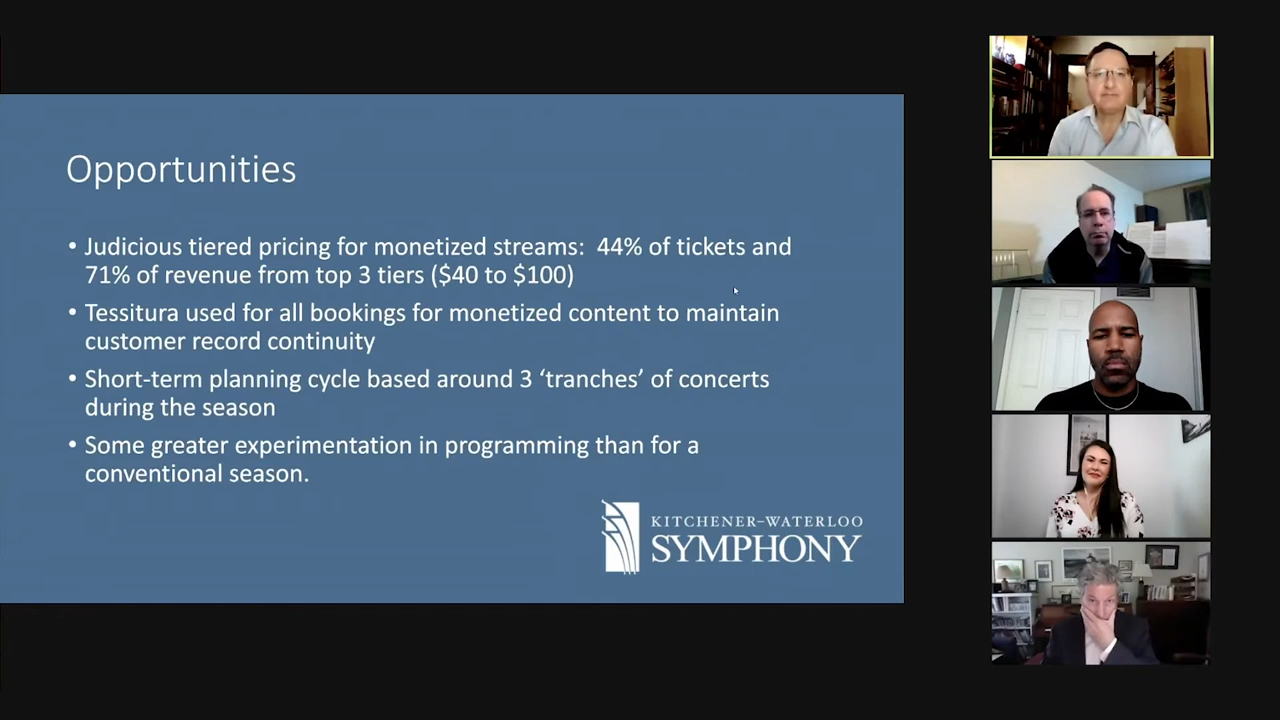 Opportunities
• Judicious tiered pricing for monetized streams:  44% of tickets and
71% of revenue from top 3 tiers ($40 to $100)
• Tessitura used for all bookings for monetized content to maintain
customer record continuity
• Short-term planning cycle based around 3 ‘tranches’ of concerts
during the season
• Some greater experimentation in programming than for a
conventional season.
KITCHENER–WATERLOO
SYMPHONY